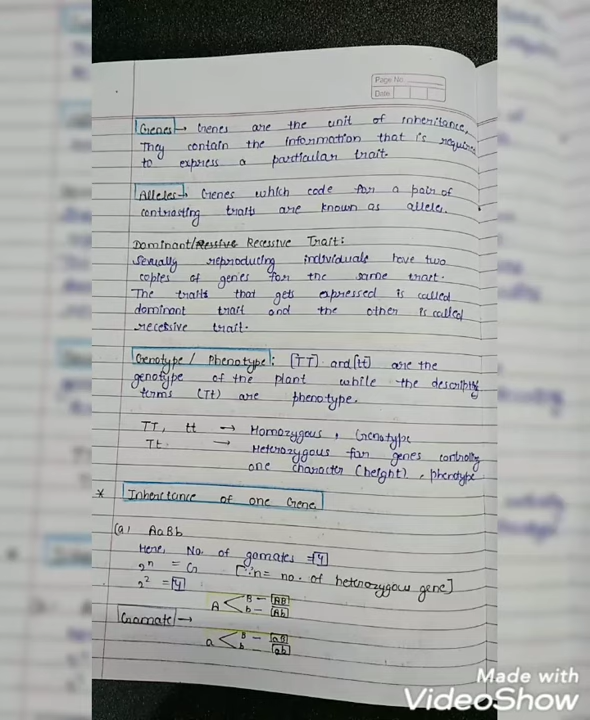 Page No.
Date
Genes → Genes are the unit of inheritance,
They contain the information that is required
to express a particular trait.
Alleles → Genes which code for a pair of
contrasting traits are known as alleles.
Dominant/ Recessive Trait:
Sexually reproducing individuals have two
copies of genes for the same trait.
The traits that gets expressed is called
dominant trait and the other is called
recessive trait.
Genotype / Phenotype: [TT] and [tt] are the
genotype of the plant while the descriptive
terms (Tt) are phenotype.
TT, tt → Homozygous, Genotype
Tt → Heterozygous for genes controlling
one character (height), phenotype
* Inheritance of one Gene
(a) AaBb
Here, No. of gamates = 4
2ⁿ = G [∵ n = no. of heterozygous gene]
2² = 4
A < B — AB
b — Ab
Gamate →
a < B — aB
b — ab
Made with
VideoShow